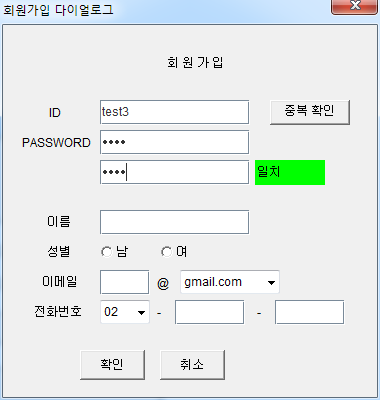 회원가입 다이얼로그
회 원 가 입
ID test3 중복 확인
PASSWORD ••••
•••• 일치
이름
성별 남 여
이메일 @ gmail.com
전화번호 02 - -
확인 취소